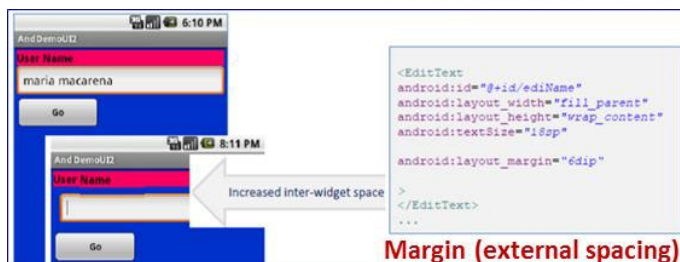 6:10 PM
AndDemoUI2
User Name
maria macarena
Go
8:11 PM
And DemoUI2
User Name
Go
Increased inter-widget space
<EditText
android:id="@+id/ediName"
android:layout_width="fill_parent"
android:layout_height="wrap_content"
android:textSize="18sp"
android:layout_margin="6dip"
>
</EditText>
...
Margin (external spacing)